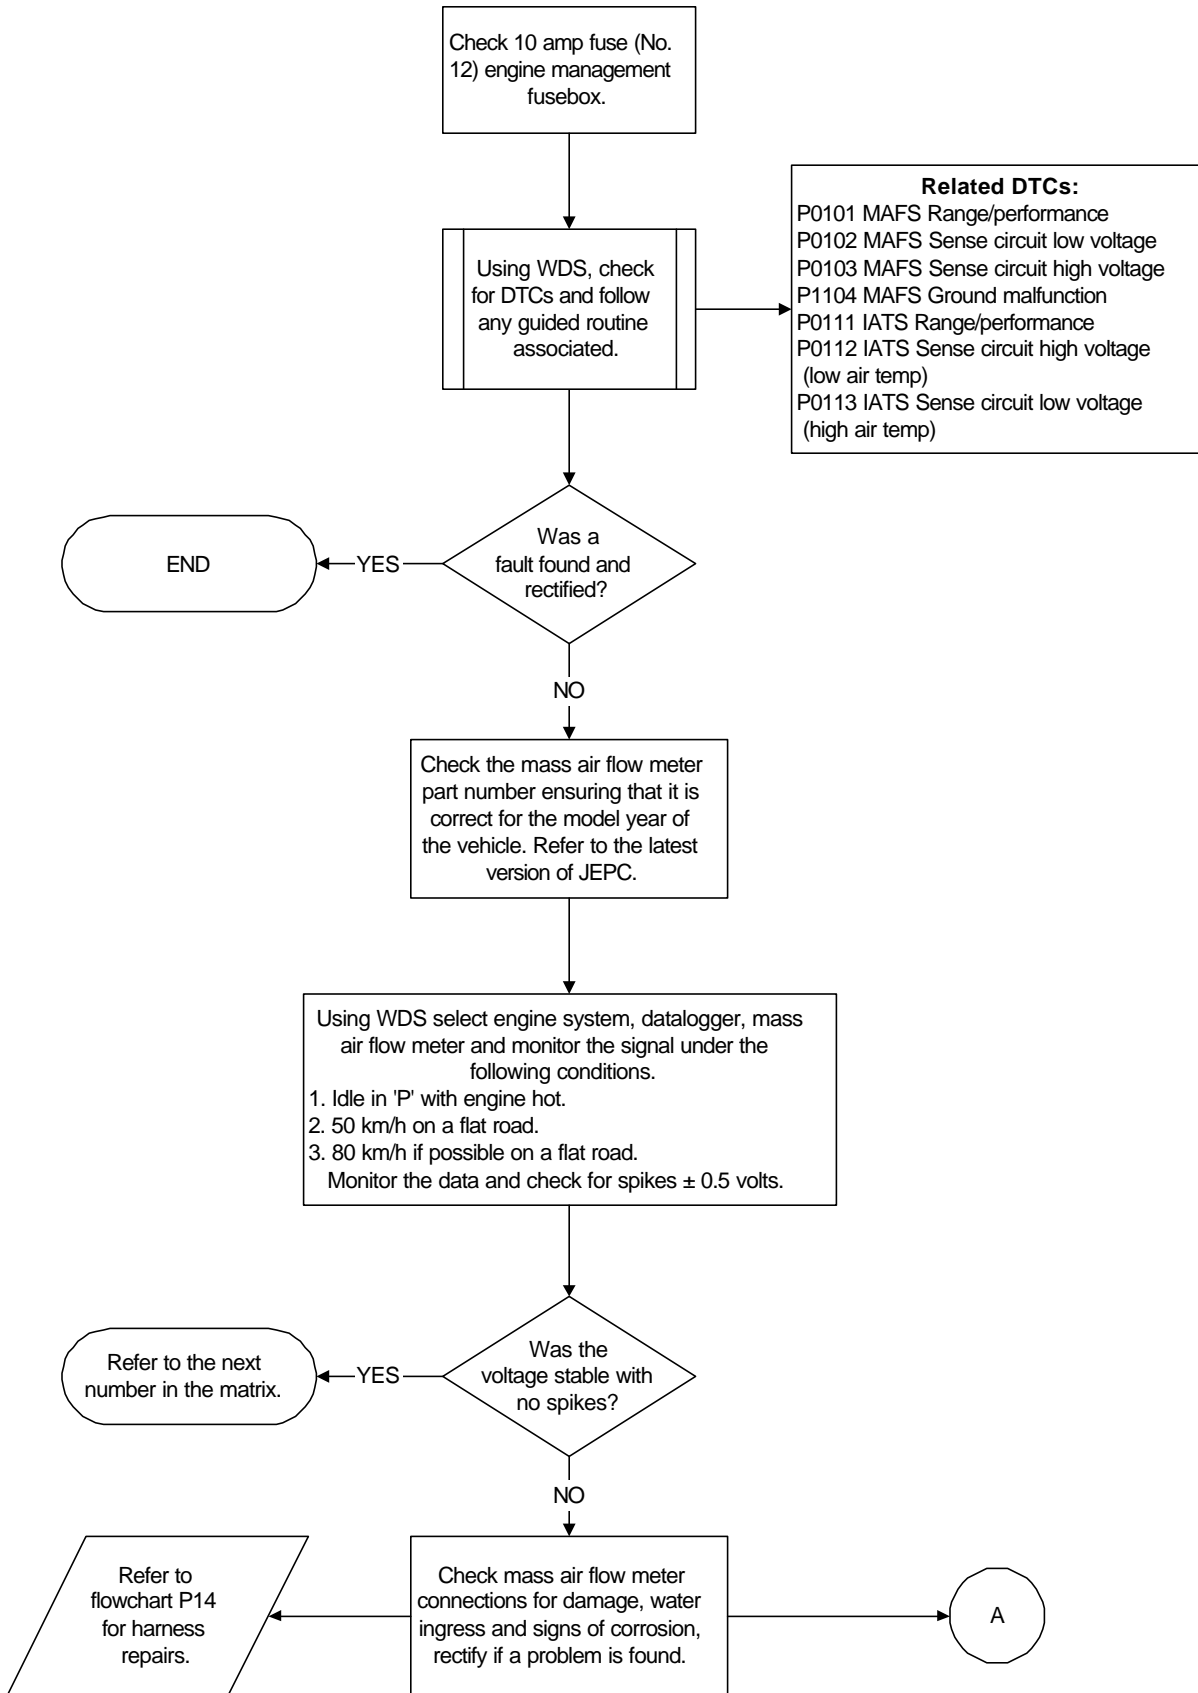 Check 10 amp fuse (No.
12) engine management
fusebox.
Related DTCs:
P0101 MAFS Range/performance
P0102 MAFS Sense circuit low voltage
P0103 MAFS Sense circuit high voltage
P1104 MAFS Ground malfunction
P0111 IATS Range/performance
P0112 IATS Sense circuit high voltage
(low air temp)
P0113 IATS Sense circuit low voltage
(high air temp)
Using WDS, check
for DTCs and follow
any guided routine
associated.
Was a
fault found and
rectified?
YES
END
NO
Check the mass air flow meter
part number ensuring that it is
correct for the model year of
the vehicle. Refer to the latest
version of JEPC.
Using WDS select engine system, datalogger, mass
air flow meter and monitor the signal under the
following conditions.
1. Idle in 'P' with engine hot.
2. 50 km/h on a flat road.
3. 80 km/h if possible on a flat road.
Monitor the data and check for spikes ± 0.5 volts.
Was the
voltage stable with
no spikes?
YES
Refer to the next
number in the matrix.
NO
Check mass air flow meter
connections for damage, water
ingress and signs of corrosion,
rectify if a problem is found.
Refer to
flowchart P14
for harness
repairs.
A